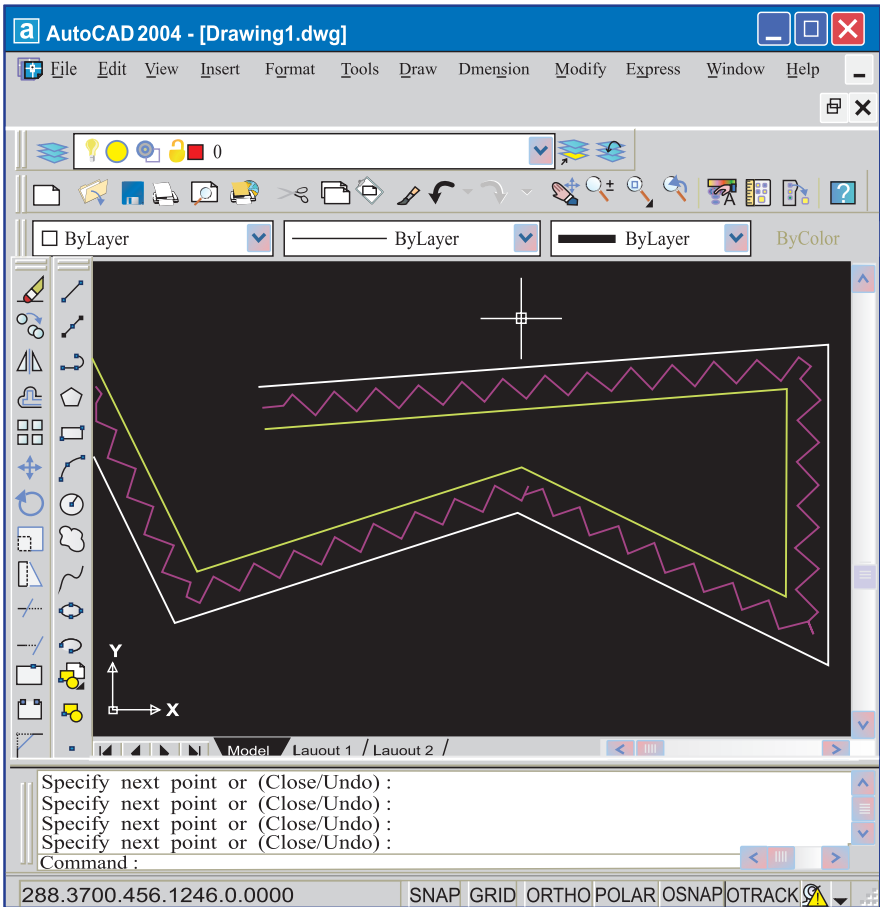 a AutoCAD 2004 - [Drawing1.dwg]
File Edit View Insert Format Tools Draw Dmension Modify Express Window Help
0
ByLayer ByLayer ByLayer ByColor
Y
X
Model Lauout 1 / Lauout 2 /
Specify next point or (Close/Undo) :
Specify next point or (Close/Undo) :
Specify next point or (Close/Undo) :
Specify next point or (Close/Undo) :
Command :
288.3700.456.1246.0.0000 SNAP GRID ORTHO POLAR OSNAP OTRACK